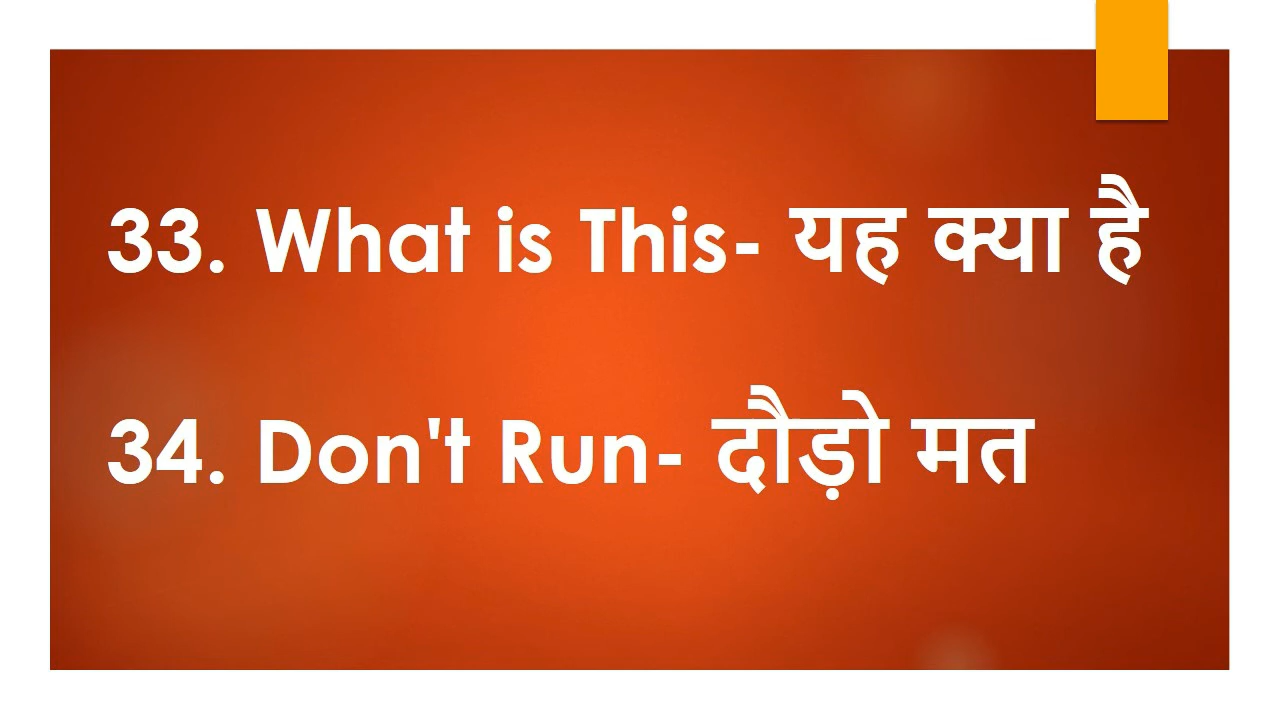 33. What is This- यह क्या है
34. Don't Run- दौड़ो मत